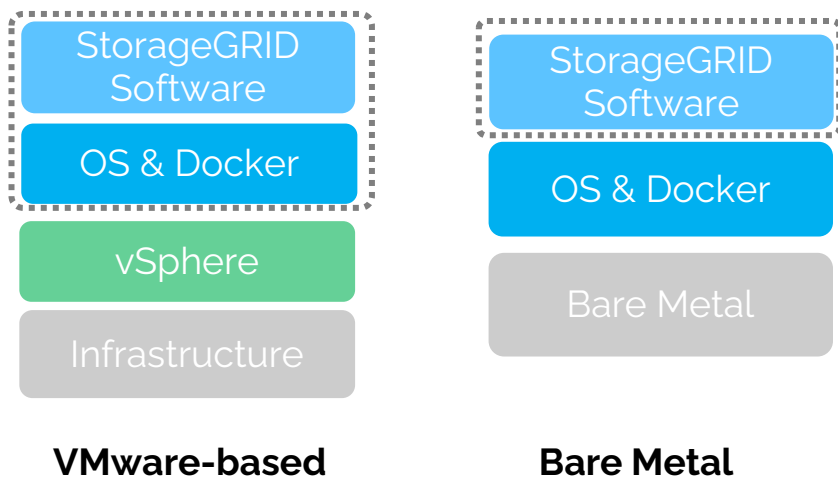 StorageGRID
Software
OS & Docker
vSphere
Infrastructure
VMware-based
StorageGRID
Software
OS & Docker
Bare Metal
Bare Metal